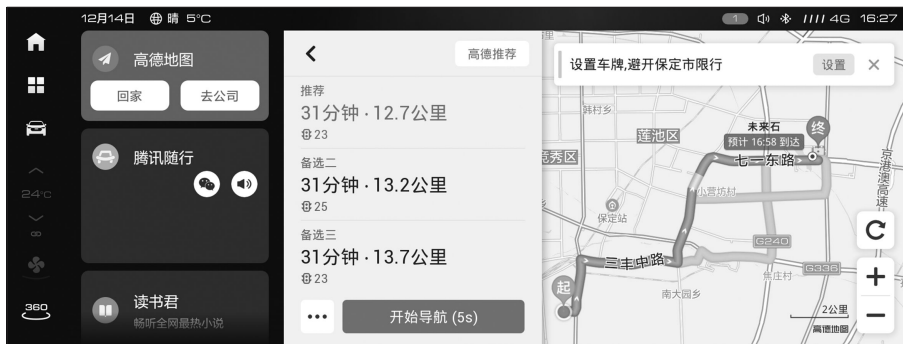 12月14日 晴 5°C
1 4G 16:27
高德地图
回家 去公司
24°C
腾讯随行
360
读书君
畅听全网最热小说
高德推荐
推荐
31分钟·12.7公里
23
备选二
31分钟·13.2公里
25
备选三
31分钟·13.7公里
23
开始导航 (5s)
设置车牌,避开保定市限行 设置
韩村乡
莲池区
竞秀区
未来石
终
预计 16:58 到达
七一东路
京港澳高速
小营坊村
保定站
G240
三丰中路
焦庄村
G336
起
南大园乡
2公里
高德地图